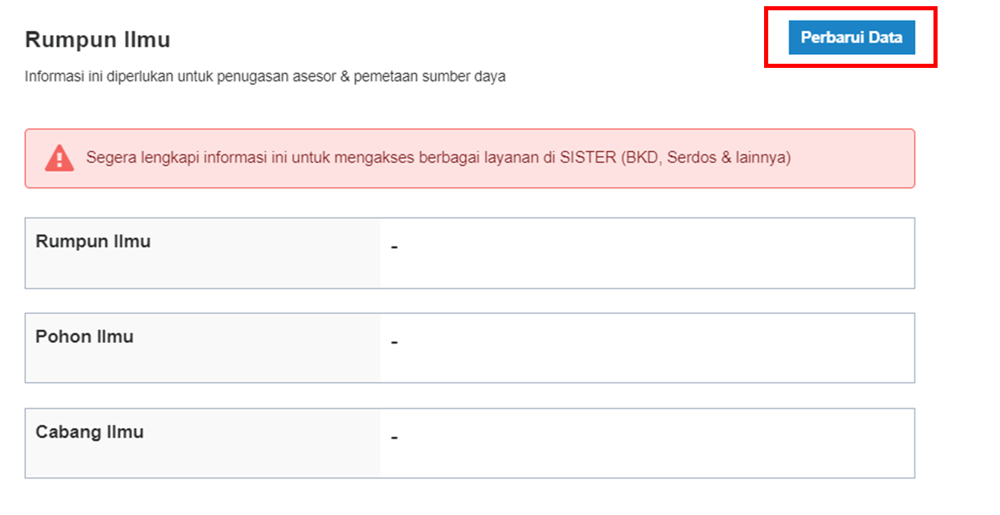 Rumpun Ilmu
Perbarui Data
Informasi ini diperlukan untuk penugasan asesor & pemetaan sumber daya
Segera lengkapi informasi ini untuk mengakses berbagai layanan di SISTER (BKD, Serdos & lainnya)
Rumpun Ilmu
-
Pohon Ilmu
-
Cabang Ilmu
-